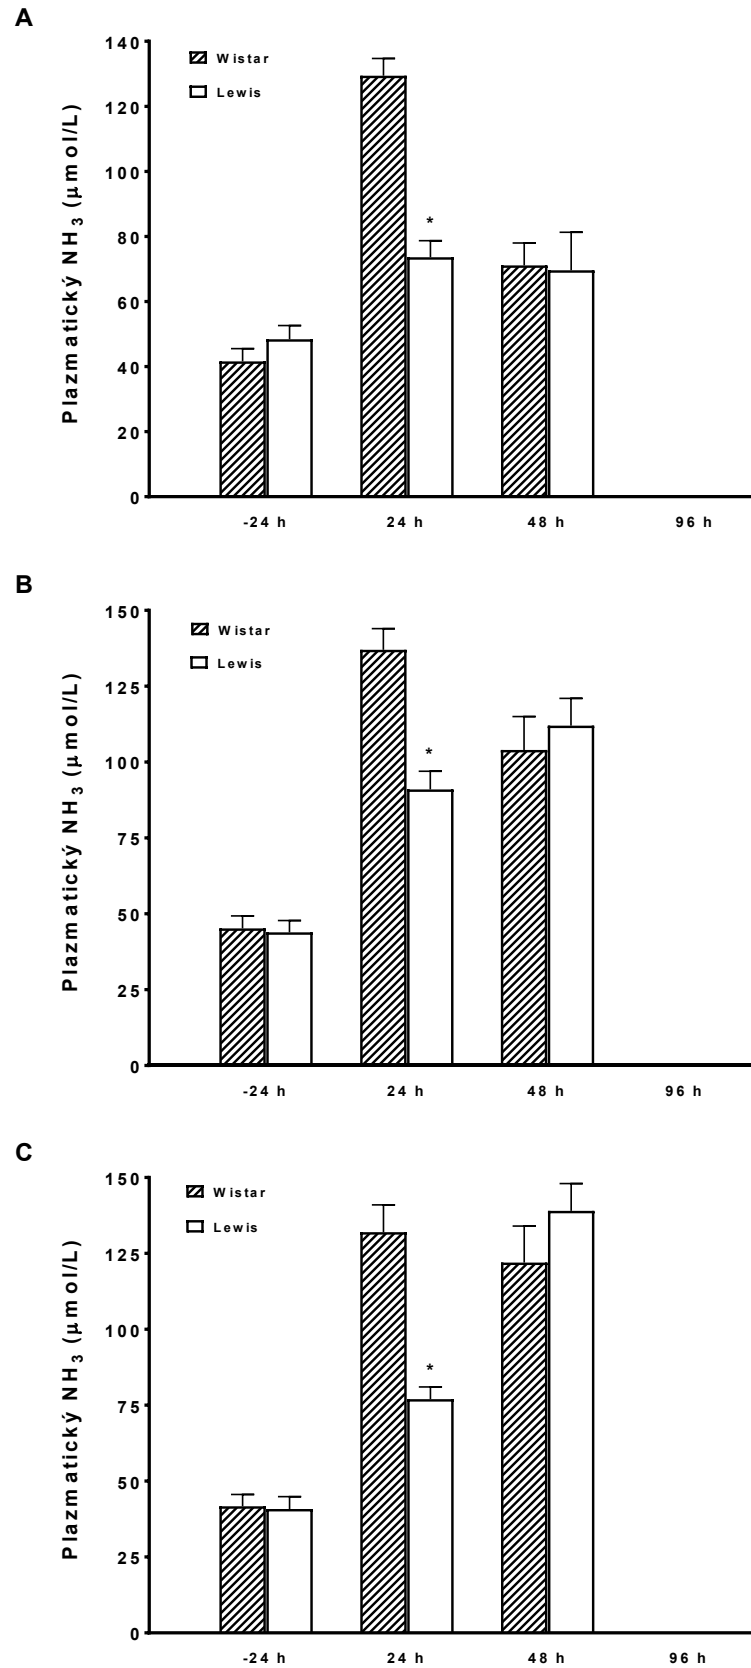 A
Plazmatický NH3 (µmol/L)
140
120
100
80
60
40
20
0
Wistar
Lewis
*
-24 h 24 h 48 h 96 h
B
Plazmatický NH3 (µmol/L)
150
125
100
75
50
25
0
Wistar
Lewis
*
-24 h 24 h 48 h 96 h
C
Plazmatický NH3 (µmol/L)
150
125
100
75
50
25
0
Wistar
Lewis
*
-24 h 24 h 48 h 96 h